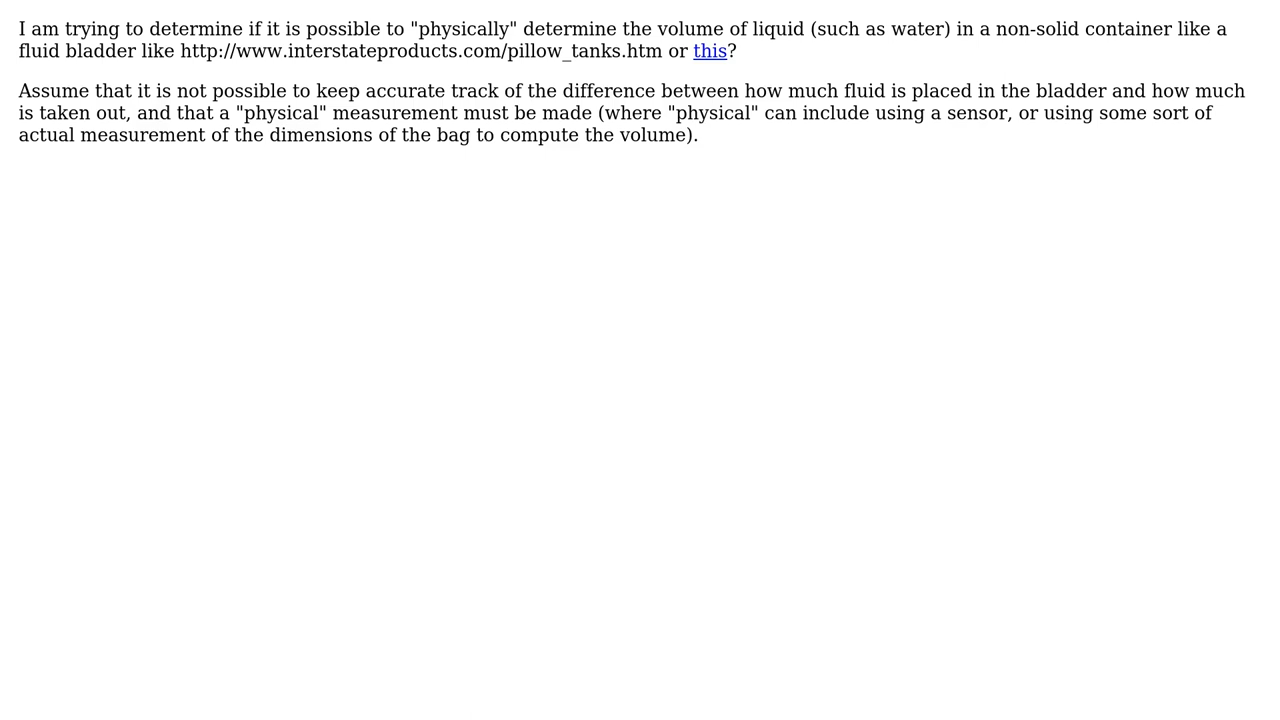 I am trying to determine if it is possible to "physically" determine the volume of liquid (such as water) in a non-solid container like a
fluid bladder like http://www.interstateproducts.com/pillow_tanks.htm or this?
Assume that it is not possible to keep accurate track of the difference between how much fluid is placed in the bladder and how much
is taken out, and that a "physical" measurement must be made (where "physical" can include using a sensor, or using some sort of
actual measurement of the dimensions of the bag to compute the volume).